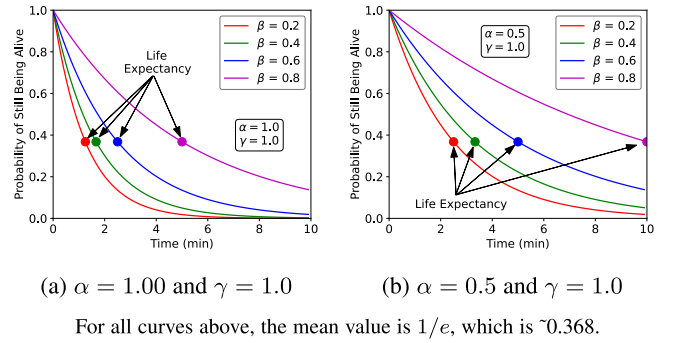 Probability of Still Being Alive
1.0
0.8
0.6
0.4
0.2
0.0
Life
Expectancy
β = 0.2
β = 0.4
β = 0.6
β = 0.8
α = 1.0
γ = 1.0
0 2 4 6 8 10
Time (min)
(a) α = 1.00 and γ = 1.0
Probability of Still Being Alive
1.0
0.8
0.6
0.4
0.2
0.0
α = 0.5
γ = 1.0
β = 0.2
β = 0.4
β = 0.6
β = 0.8
Life Expectancy
0 2 4 6 8 10
Time (min)
(b) α = 0.5 and γ = 1.0
For all curves above, the mean value is 1/e, which is ˜0.368.